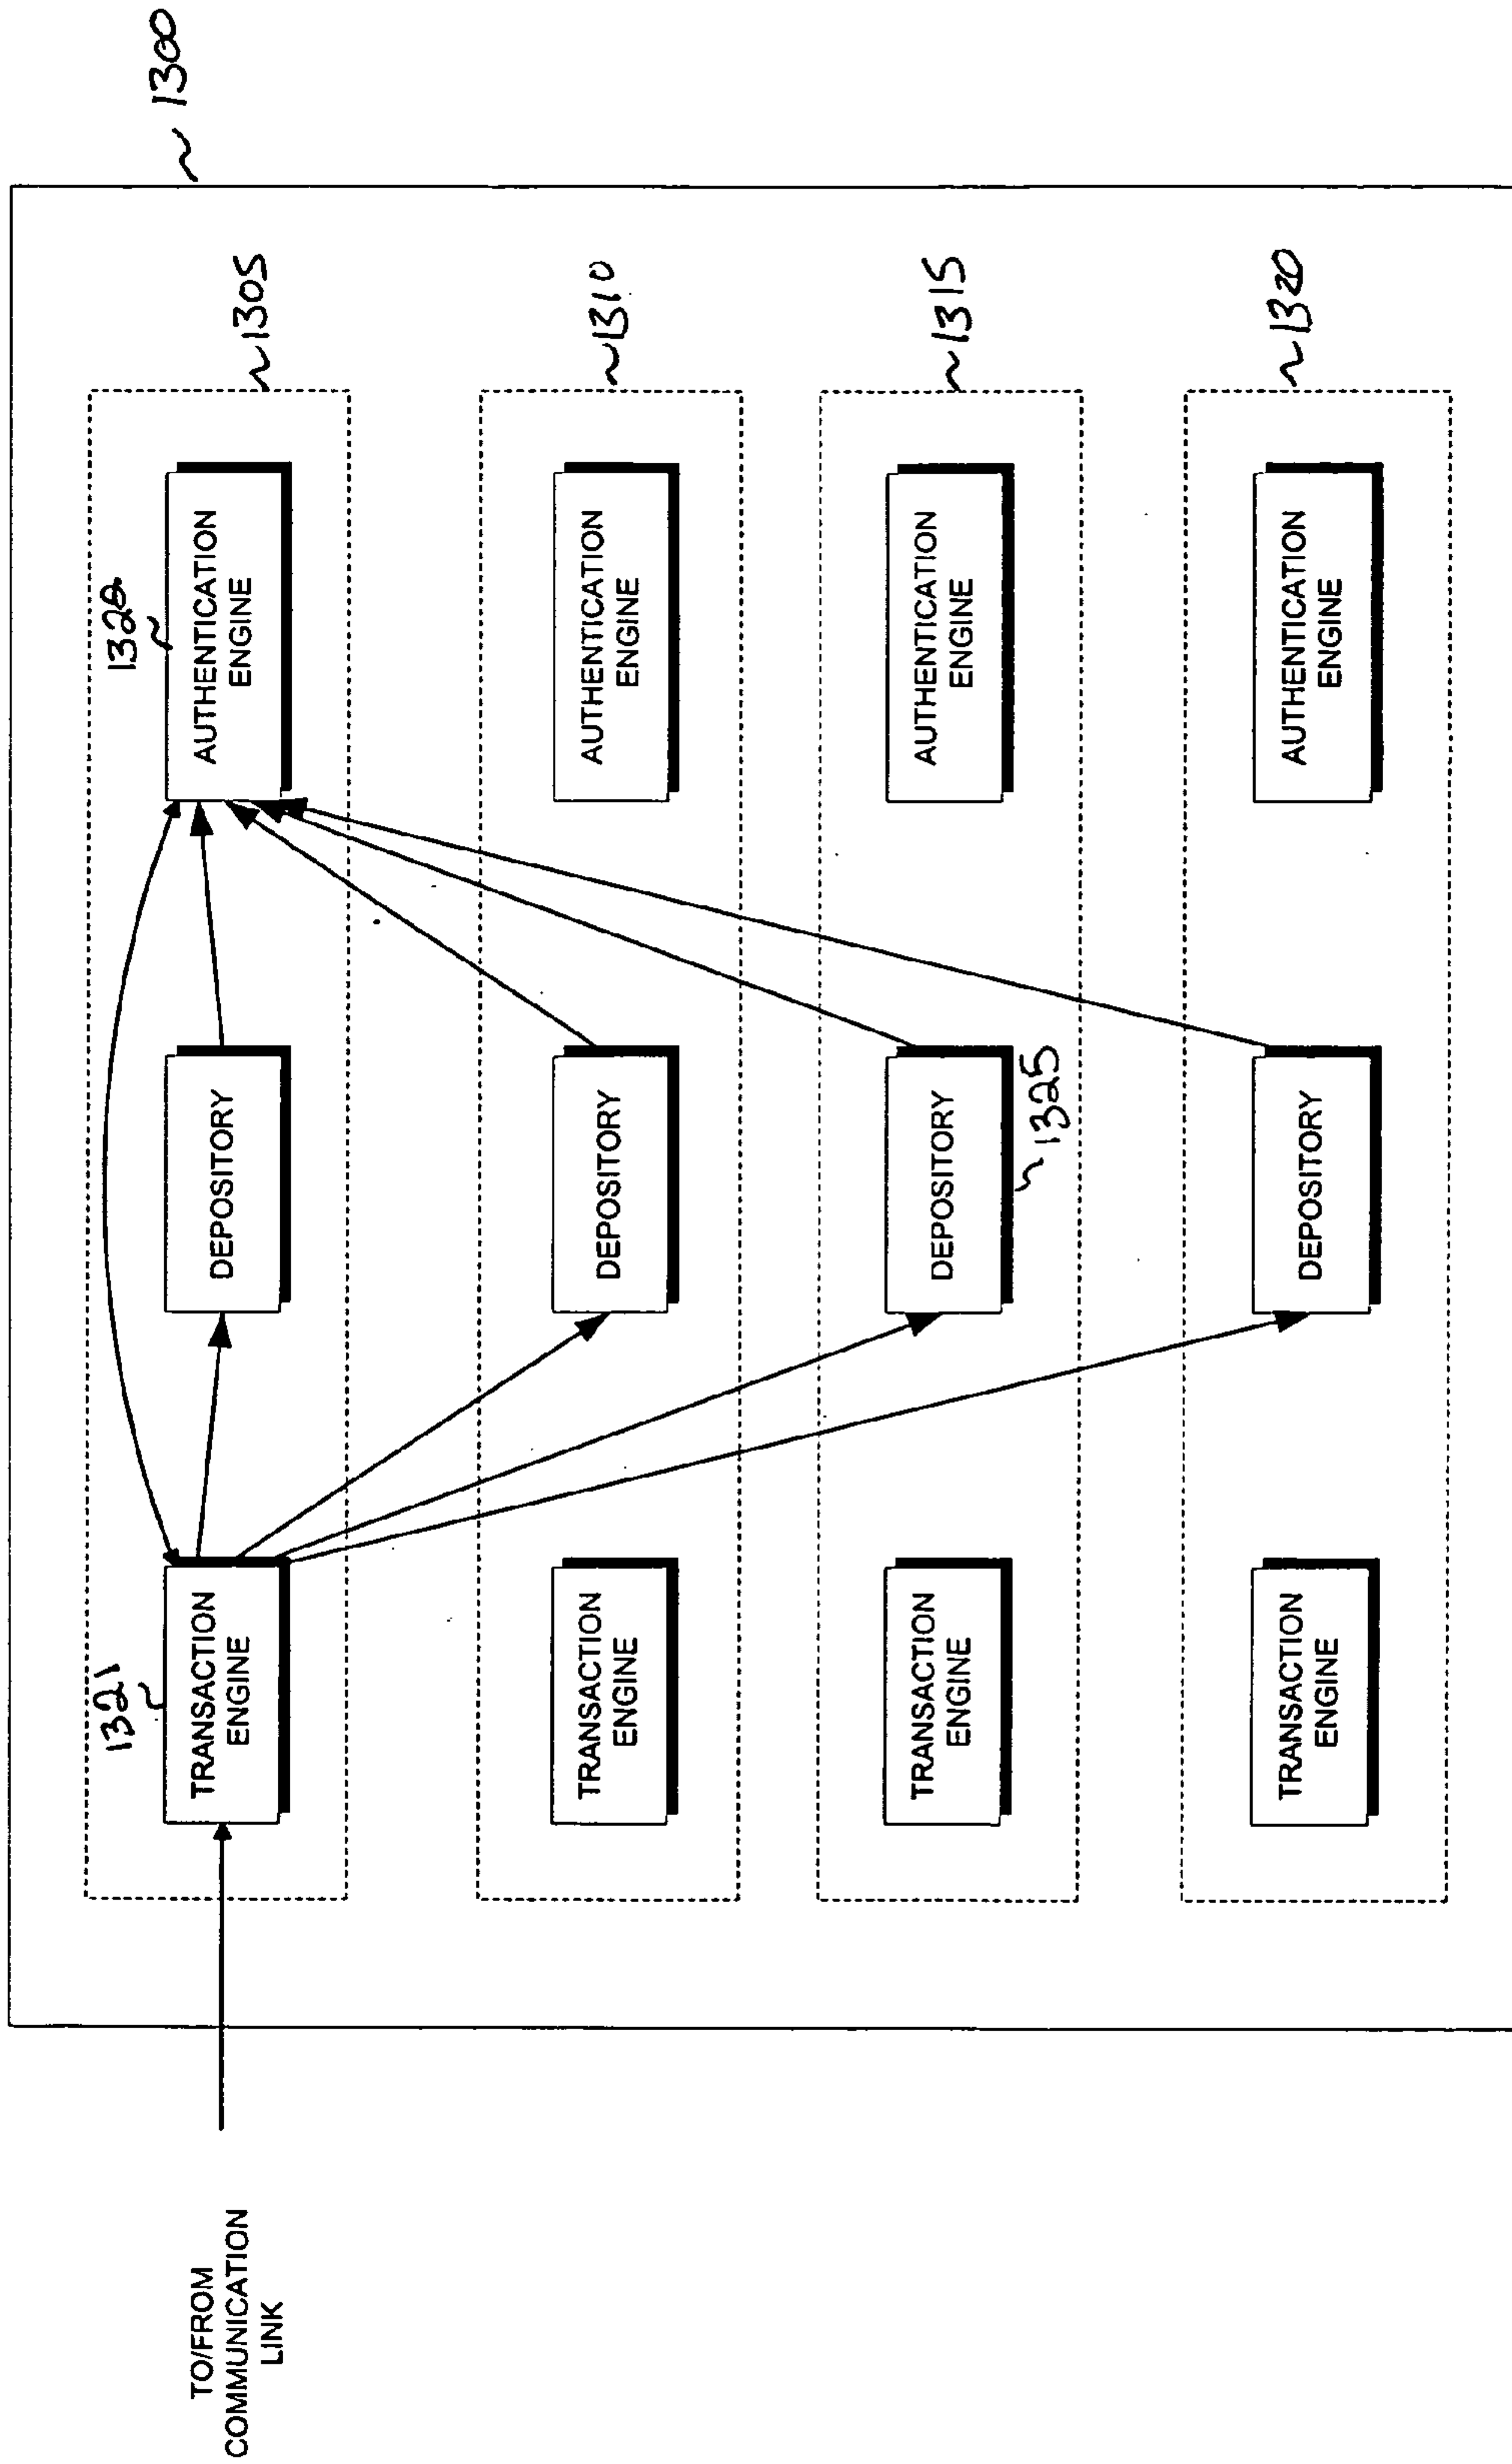 1300
TO/FROM
COMMUNICATION
LINK
1321
TRANSACTION
ENGINE
DEPOSITORY
AUTHENTICATION
ENGINE
1305
TRANSACTION
ENGINE
DEPOSITORY
AUTHENTICATION
ENGINE
1310
TRANSACTION
ENGINE
DEPOSITORY
1325
AUTHENTICATION
ENGINE
1315
TRANSACTION
ENGINE
DEPOSITORY
AUTHENTICATION
ENGINE
1320